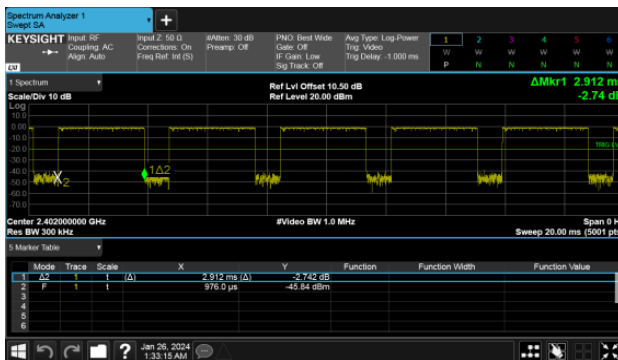 Spectrum Analyzer 1
Swept SA
+
KEYSIGHT Input: RF Input Z: 50 Ω #Atten: 30 dB PNO: Best Wide Avg Type: Log-Power 1 2 3 4 5 6
Coupling: AC Corrections: On Preamp: Off Gate: Off Trig: Video W W W W W W
Align: Auto Freq Ref: Int (S) IF Gain: Low Trig Delay: -1.000 ms P N N N N N
Sig Track: Off
LXI
1 Spectrum
ΔMkr1 2.912 m
Ref Lvl Offset 10.50 dB
Scale/Div 10 dB Ref Level 20.00 dBm -2.74 d
Log
10.0
0.00
-10.0
-20.0 TRIG LV
-30.0
-40.0 1Δ2
-50.0 X2
-60.0
-70.0
Center 2.402000000 GHz #Video BW 1.0 MHz Span 0 H
Res BW 300 kHz Sweep 20.00 ms (5001 pts
5 Marker Table
Mode Trace Scale X Y Function Function Width Function Value
1 Δ2 1 t (Δ) 2.912 ms (Δ) -2.742 dB
2 F 1 t 976.0 µs -45.84 dBm
3
4
5
6
? Jan 26, 2024
1:33:15 AM